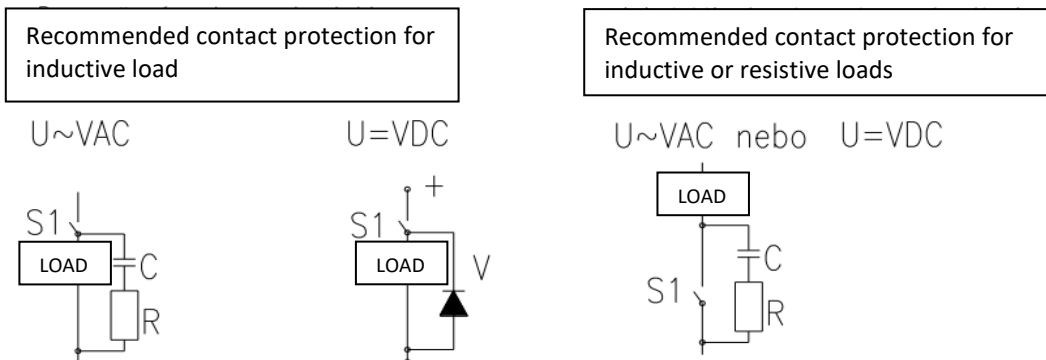 Recommended contact protection for
inductive load
U~VAC
U=VDC
S1
LOAD
C
R
+
S1
LOAD
V
Recommended contact protection for
inductive or resistive loads
U~VAC nebo U=VDC
LOAD
S1
C
R